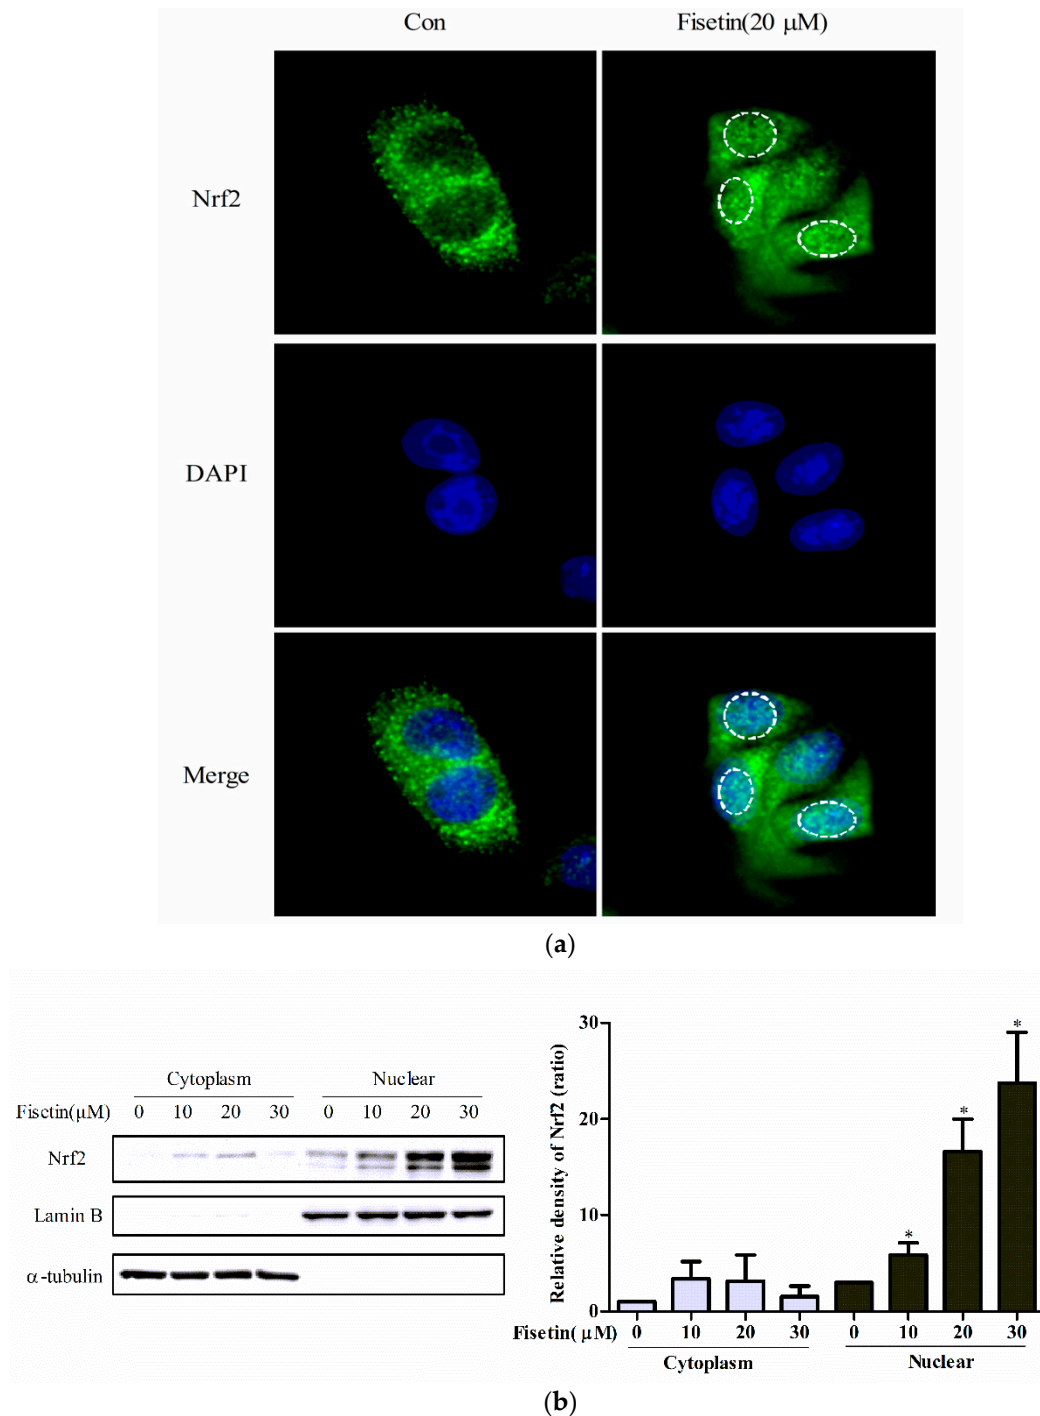 Con Fisetin(20 μM)
Nrf2
DAPI
Merge
(a)
Cytoplasm Nuclear
Fisetin(μM) 0 10 20 30 0 10 20 30
Nrf2
Lamin B
α-tubulin
Relative density of Nrf2 (ratio)
30
20
10
0
* * *
Fisetin( μM) 0 10 20 30 0 10 20 30
Cytoplasm Nuclear
(b)